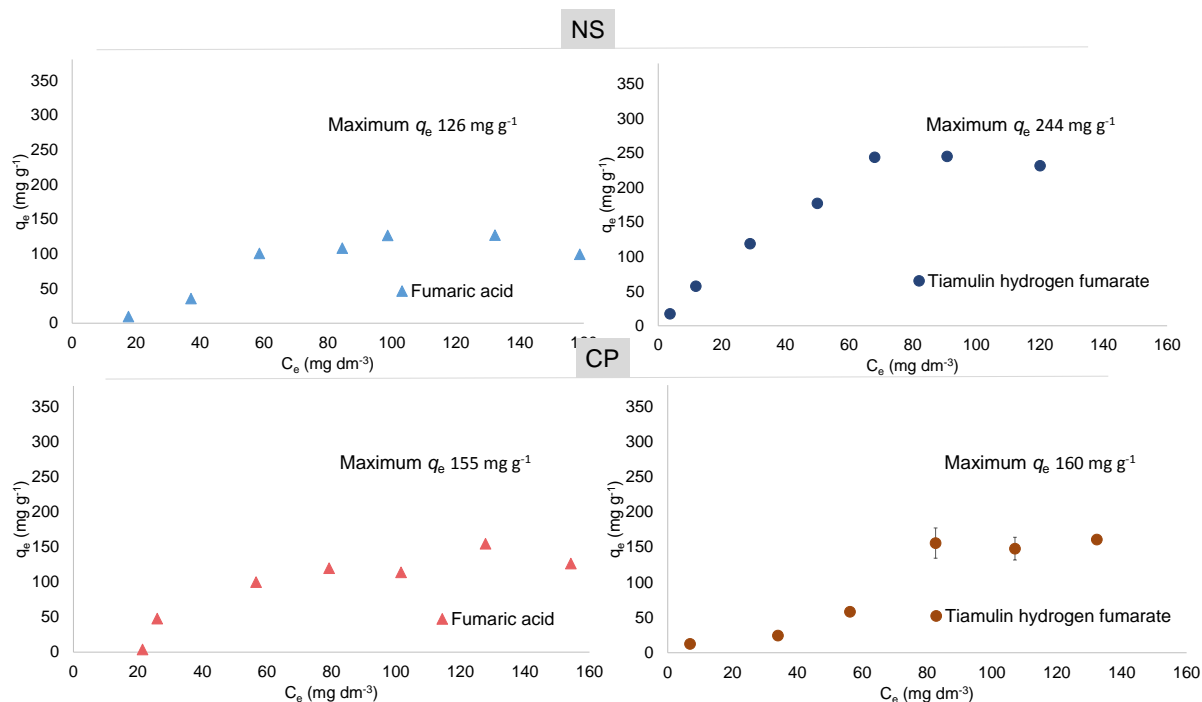 NS
350
300
250
200
150
100
50
0
qe (mg g-1)
Maximum qe 126 mg g-1
Fumaric acid
0 20 40 60 80 100 120 140 160
Ce (mg dm-3)
350
300
250
200
150
100
50
0
qe (mg g-1)
Maximum qe 244 mg g-1
Tiamulin hydrogen fumarate
0 20 40 60 80 100 120 140 160
Ce (mg dm-3)
CP
350
300
250
200
150
100
50
0
qe (mg g-1)
Maximum qe 155 mg g-1
Fumaric acid
0 20 40 60 80 100 120 140 160
Ce (mg dm-3)
350
300
250
200
150
100
50
0
qe (mg g-1)
Maximum qe 160 mg g-1
Tiamulin hydrogen fumarate
0 20 40 60 80 100 120 140 160
Ce (mg dm-3)